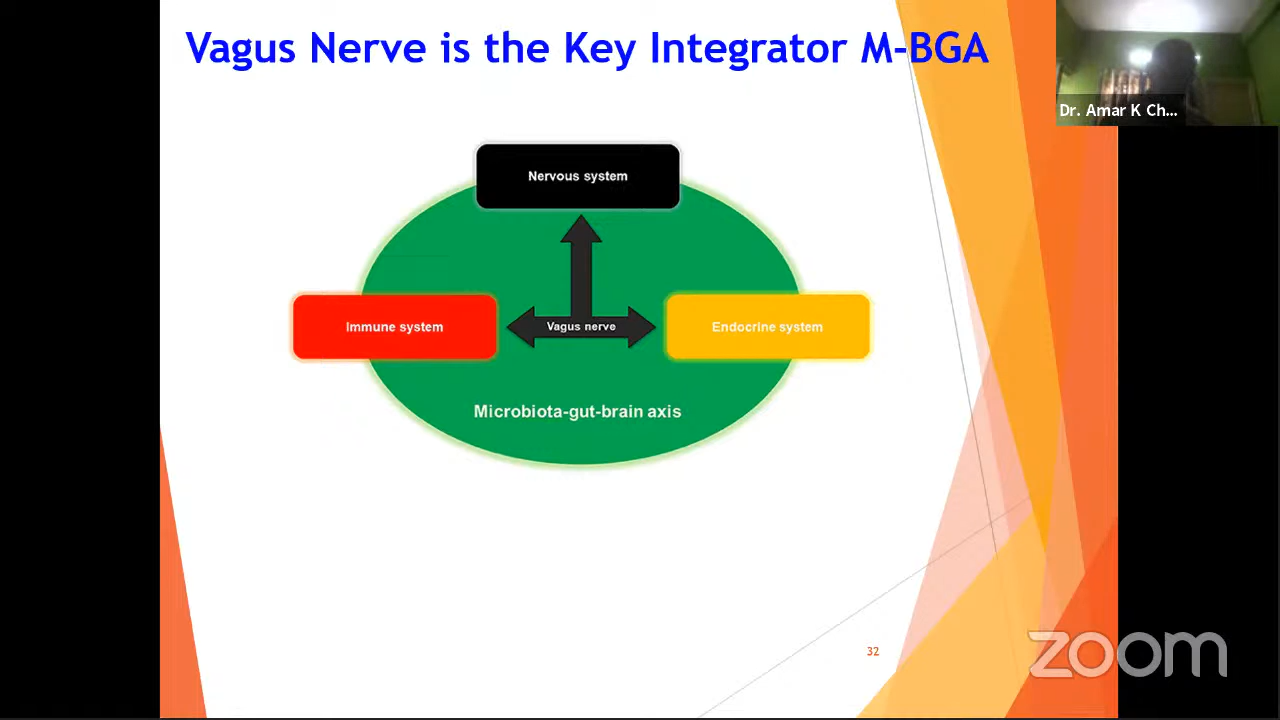 Vagus Nerve is the Key Integrator M-BGA
Dr. Amar K Ch...
Nervous system
Immune system
Vagus nerve
Endocrine system
Microbiota-gut-brain axis
32
zoom